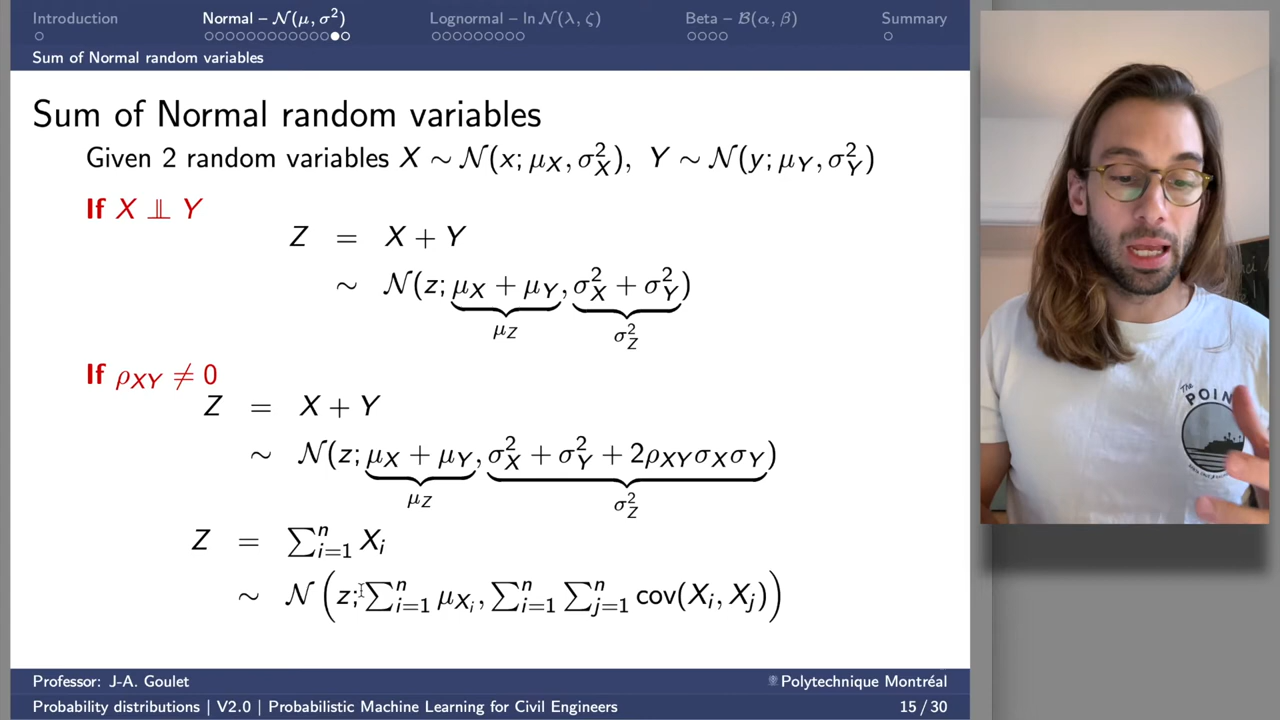 Introduction
Normal – N(μ, σ²)
Lognormal – ln N(λ, ζ)
Beta – B(α, β)
Summary
Sum of Normal random variables
Sum of Normal random variables
Given 2 random variables X ∼ N(x; μ_X, σ_X²), Y ∼ N(y; μ_Y, σ_Y²)
If X ⫫ Y
Z = X + Y
∼ N(z; μ_X + μ_Y, σ_X² + σ_Y²)
μ_Z σ_Z²
If ρ_XY ≠ 0
Z = X + Y
∼ N(z; μ_X + μ_Y, σ_X² + σ_Y² + 2ρ_XY σ_X σ_Y)
μ_Z σ_Z²
Z = ∑_{i=1}^n X_i
∼ N(z; ∑_{i=1}^n μ_{X_i}, ∑_{i=1}^n ∑_{j=1}^n cov(X_i, X_j))
Professor: J-A. Goulet
Polytechnique Montréal
Probability distributions | V2.0 | Probabilistic Machine Learning for Civil Engineers
15 / 30
The
POIN